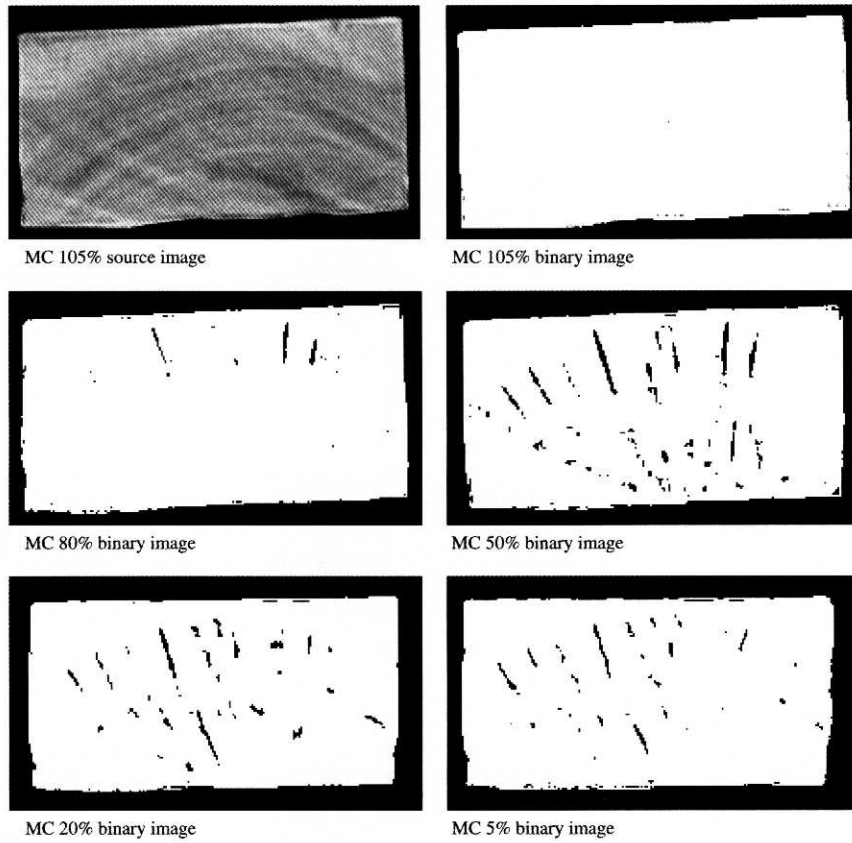 MC 105% source image
MC 105% binary image
MC 80% binary image
MC 50% binary image
MC 20% binary image
MC 5% binary image